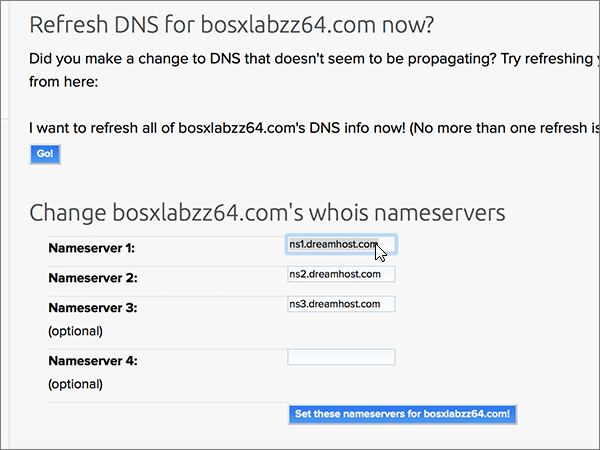 Refresh DNS for bosxlabzz64.com now?
Did you make a change to DNS that doesn't seem to be propagating? Try refreshing
from here:
I want to refresh all of bosxlabzz64.com's DNS info now! (No more than one refresh is
Go!
Change bosxlabzz64.com's whois nameservers
Nameserver 1: ns1.dreamhost.com
Nameserver 2: ns2.dreamhost.com
Nameserver 3: ns3.dreamhost.com
(optional)
Nameserver 4:
(optional)
Set these nameservers for bosxlabzz64.com!